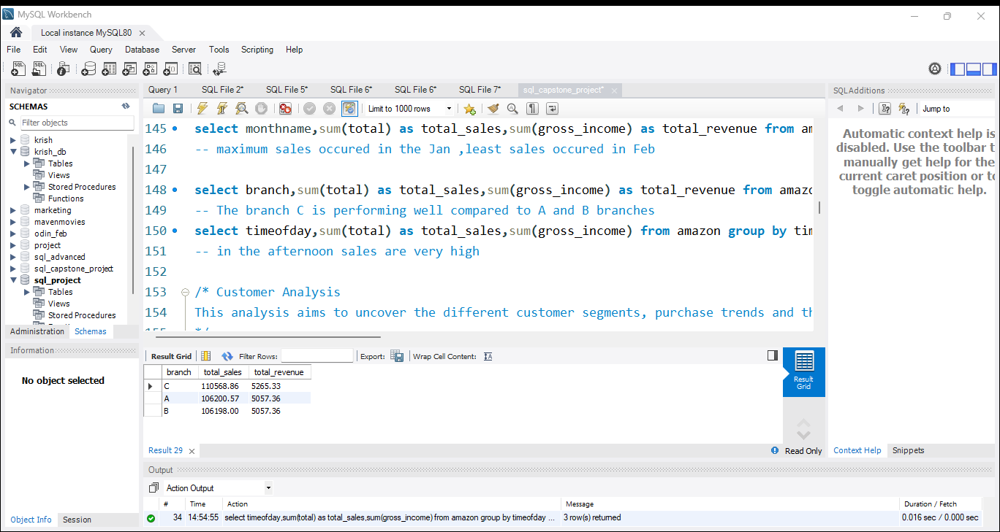 MySQL Workbench
Local instance MySQL80
File Edit View Query Database Server Tools Scripting Help
Navigator
SCHEMAS
Filter objects
krish
krish_db
Tables
Views
Stored Procedures
Functions
marketing
mavenmovies
odin_feb
project
sql_advanced
sql_capstone_project
sql_project
Tables
Views
Stored Procedures
Administration Schemas
Information
No object selected
Object Info Session
Query 1 SQL File 2* SQL File 5* SQL File 6* SQL File 6* SQL File 7* sql_capstone_project*
Limit to 1000 rows
145 select monthname,sum(total) as total_sales,sum(gross_income) as total_revenue from am
146 -- maximum sales occured in the Jan ,least sales occured in Feb
147
148 select branch,sum(total) as total_sales,sum(gross_income) as total_revenue from amazo
149 -- The branch C is performing well compared to A and B branches
150 select timeofday,sum(total) as total_sales,sum(gross_income) from amazon group by tim
151 -- in the afternoon sales are very high
152
153 /* Customer Analysis
154 This analysis aims to uncover the different customer segments, purchase trends and th
Result Grid Filter Rows: Export: Wrap Cell Content:
branch total_sales total_revenue
C 110568.86 5265.33
A 106200.57 5057.36
B 106198.00 5057.36
Result Grid
Result 29
Read Only
Output
Action Output
# Time Action Message Duration / Fetch
34 14:54:55 select timeofday,sum(total) as total_sales,sum(gross_income) from amazon group by timeofday ... 3 row(s) returned 0.016 sec / 0.000 sec
SQLAdditions
Jump to
Automatic context help is
disabled. Use the toolbar t
manually get help for the
current caret position or to
toggle automatic help.
Context Help Snippets